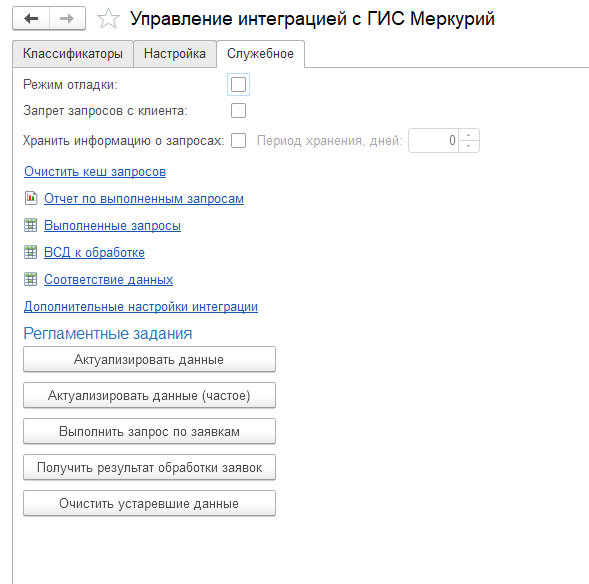 Управление интеграцией с ГИС Меркурий
Классификаторы Настройка Служебное
Режим отладки:
Запрет запросов с клиента:
Хранить информацию о запросах: Период хранения, дней: 0
Очистить кеш запросов
Отчет по выполненным запросам
Выполненные запросы
ВСД к обработке
Соответствие данных
Дополнительные настройки интеграции
Регламентные задания
Актуализировать данные
Актуализировать данные (частое)
Выполнить запрос по заявкам
Получить результат обработки заявок
Очистить устаревшие данные